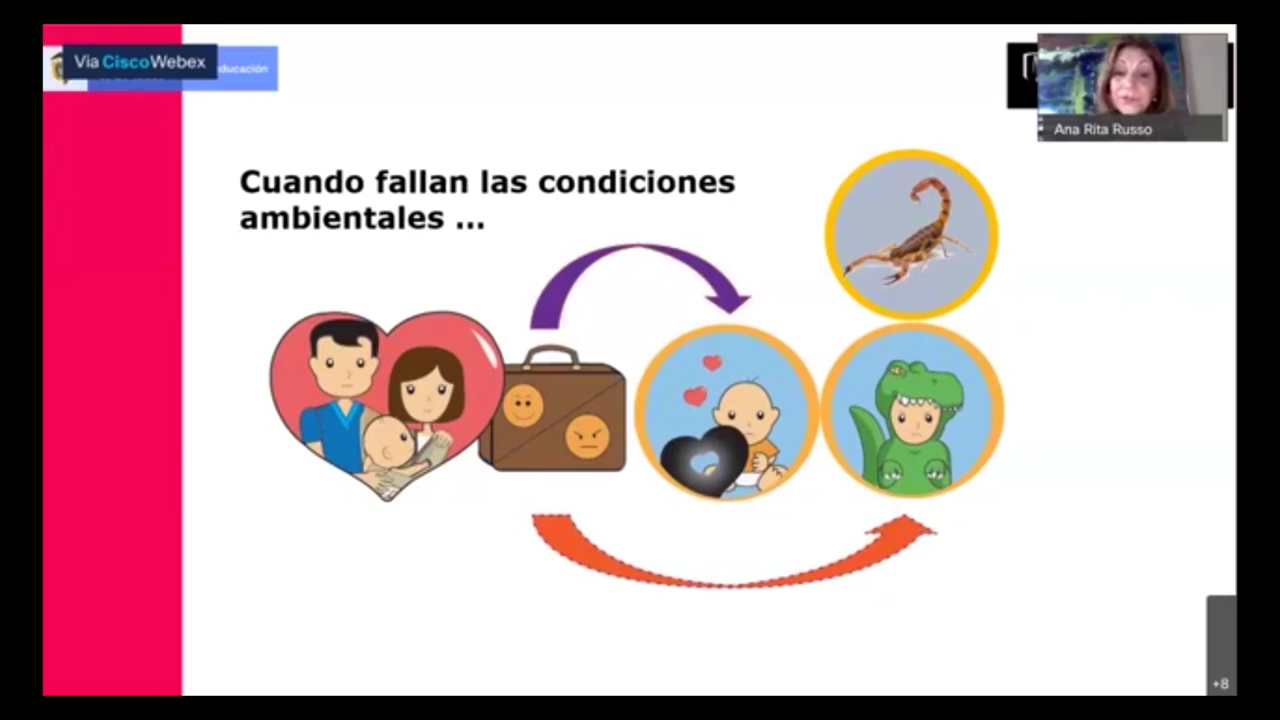 Via CiscoWebex
educación
Ana Rita Russo
Cuando fallan las condiciones
ambientales ...
+8